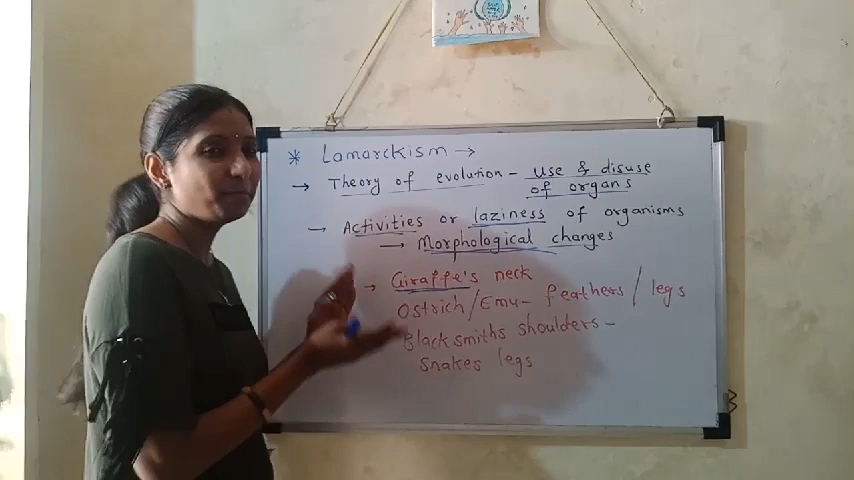 * Lamarckism →
→ Theory of evolution - use & disuse
of organs
→ Activities or laziness of organisms
→ Morphological changes
→ Giraffe's neck
Ostrich/Emu- feathers/legs
Blacksmiths shoulders -
Snakes legs